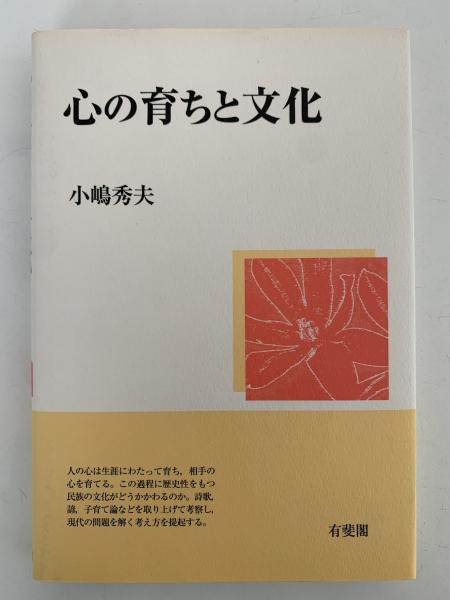 心の育ちと文化
小嶋秀夫
人の心は生涯にわたって育ち，相手の
心を育てる。この過程に歴史性をもつ
民族の文化がどうかかわるのか。詩歌，
諺，子育て論などを取り上げて考察し，
現代の問題を解く考え方を提起する。
有斐閣